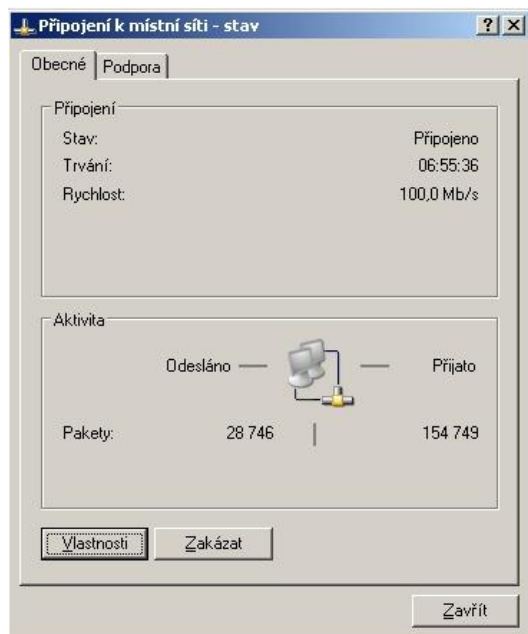 Připojení k místní síti - stav
Obecné Podpora
Připojení
Stav: Připojeno
Trvání: 06:55:36
Rychlost: 100,0 Mb/s
Aktivita
Odesláno Přijato
Pakety: 28 746 154 749
Vlastnosti Zakázat
Zavřít